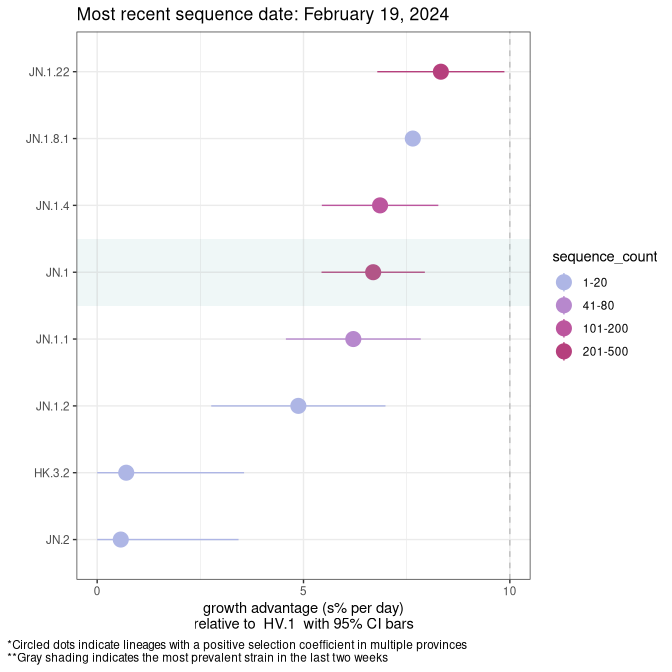 Most recent sequence date: February 19, 2024
JN.1.22
JN.1.8.1
JN.1.4
JN.1
JN.1.1
JN.1.2
HK.3.2
JN.2
0 5 10
growth advantage (s% per day)
relative to HV.1 with 95% CI bars
sequence_count
1-20
41-80
101-200
201-500
*Circled dots indicate lineages with a positive selection coefficient in multiple provinces
**Gray shading indicates the most prevalent strain in the last two weeks